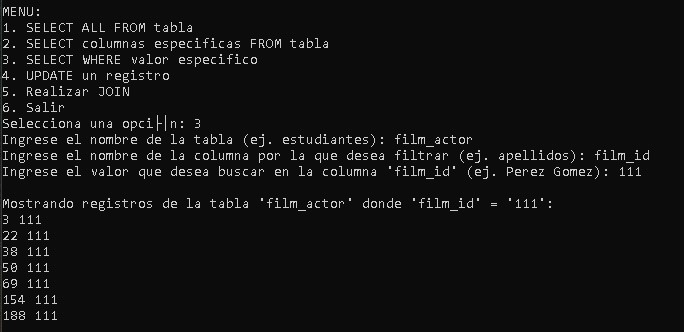 MENU:
1. SELECT ALL FROM tabla
2. SELECT columnas especificas FROM tabla
3. SELECT WHERE valor especifico
4. UPDATE un registro
5. Realizar JOIN
6. Salir
Selecciona una opci├│n: 3
Ingrese el nombre de la tabla (ej. estudiantes): film_actor
Ingrese el nombre de la columna por la que desea filtrar (ej. apellidos): film_id
Ingrese el valor que desea buscar en la columna 'film_id' (ej. Perez Gomez): 111
Mostrando registros de la tabla 'film_actor' donde 'film_id' = '111':
3 111
22 111
38 111
50 111
69 111
154 111
188 111